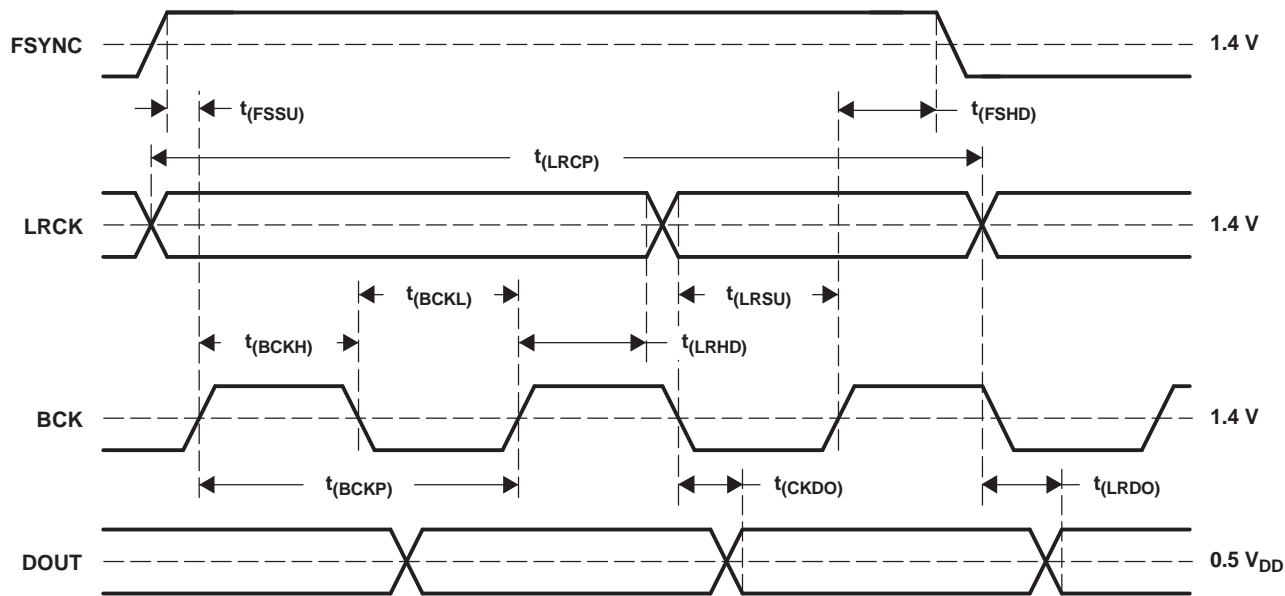 FSYNC
1.4 V
t(FSSU)
t(FSHD)
t(LRCP)
LRCK
1.4 V
t(BCKL)
t(LRSU)
t(BCKH)
t(LRHD)
BCK
1.4 V
t(BCKP)
t(CKDO)
t(LRDO)
DOUT
0.5 VDD